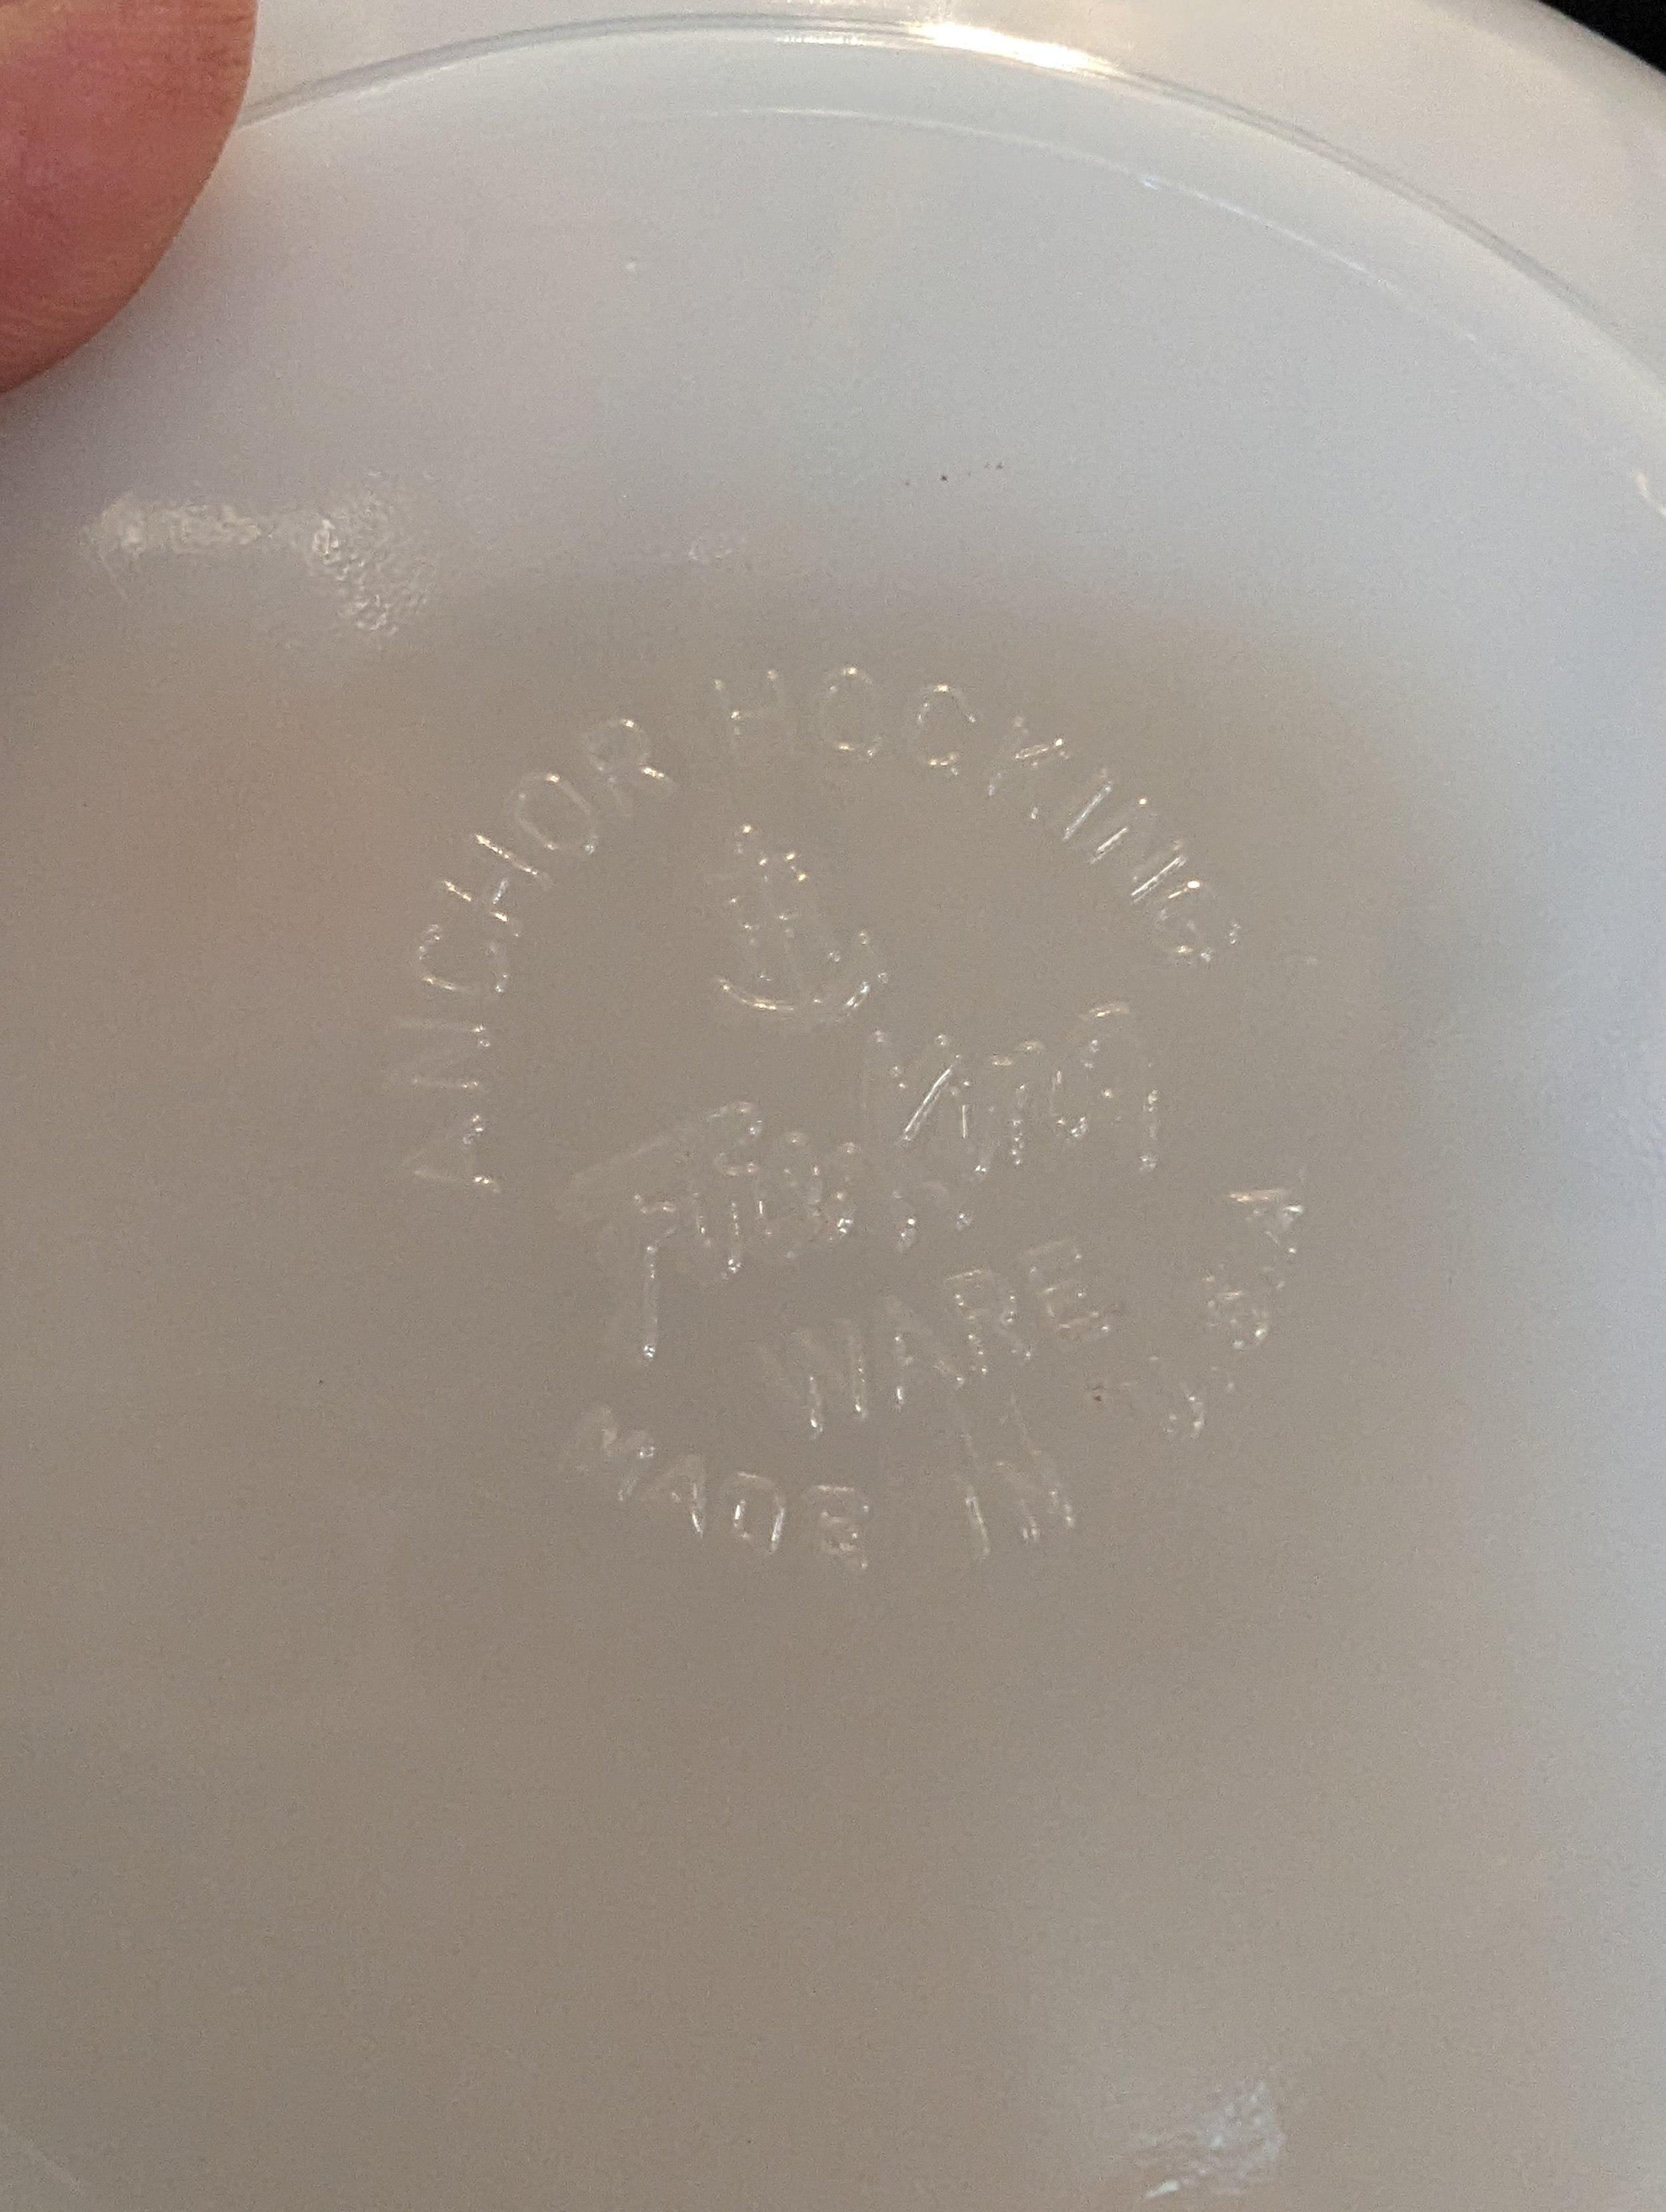 ANCHOR HOCKING
Fire King
WARE
MADE IN U.S.A